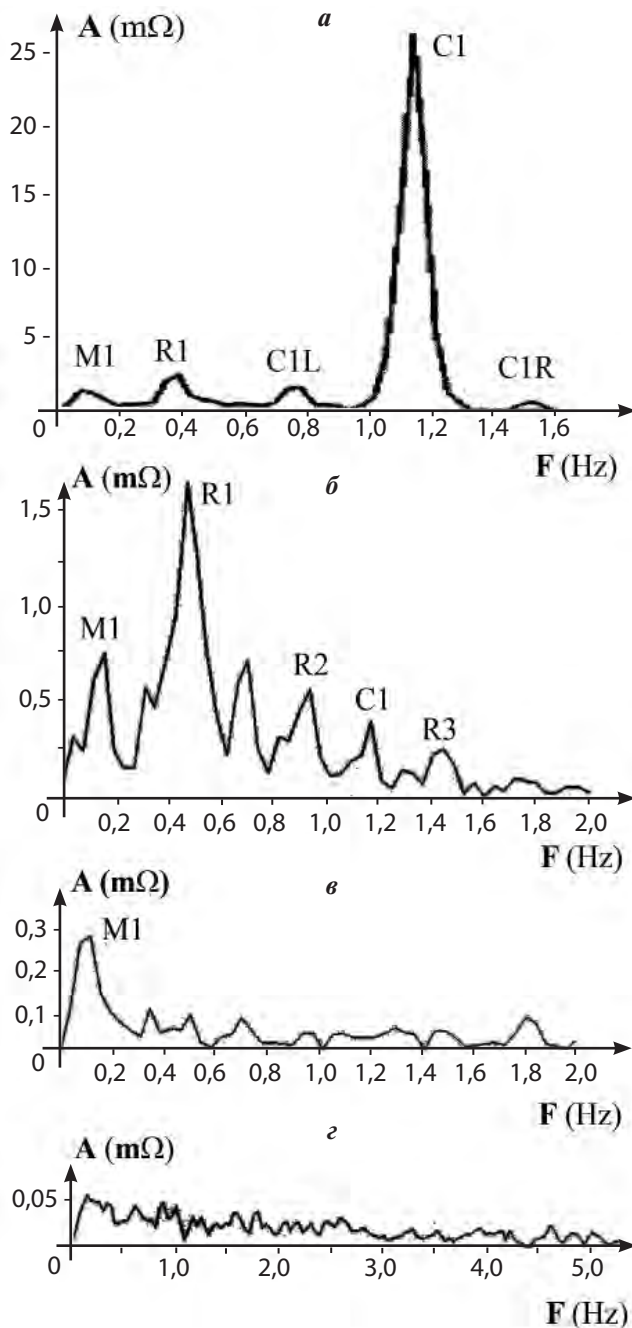 A (mΩ) а
25
C1
20
15
10
5
M1 R1 C1L C1R
0 0,2 0,4 0,6 0,8 1,0 1,2 1,4 1,6
F (Hz)
A (mΩ) б
R1
1,5
1,0
M1
R2
0,5
C1
R3
0
0,2 0,4 0,6 0,8 1,0 1,2 1,4 1,6 1,8 2,0
F (Hz)
A (mΩ) в
0,3 M1
0,2
0,1
0
0,2 0,4 0,6 0,8 1,0 1,2 1,4 1,6 1,8 2,0
F (Hz)
A (mΩ) г
0,05
0
1,0 2,0 3,0 4,0 5,0
F (Hz)